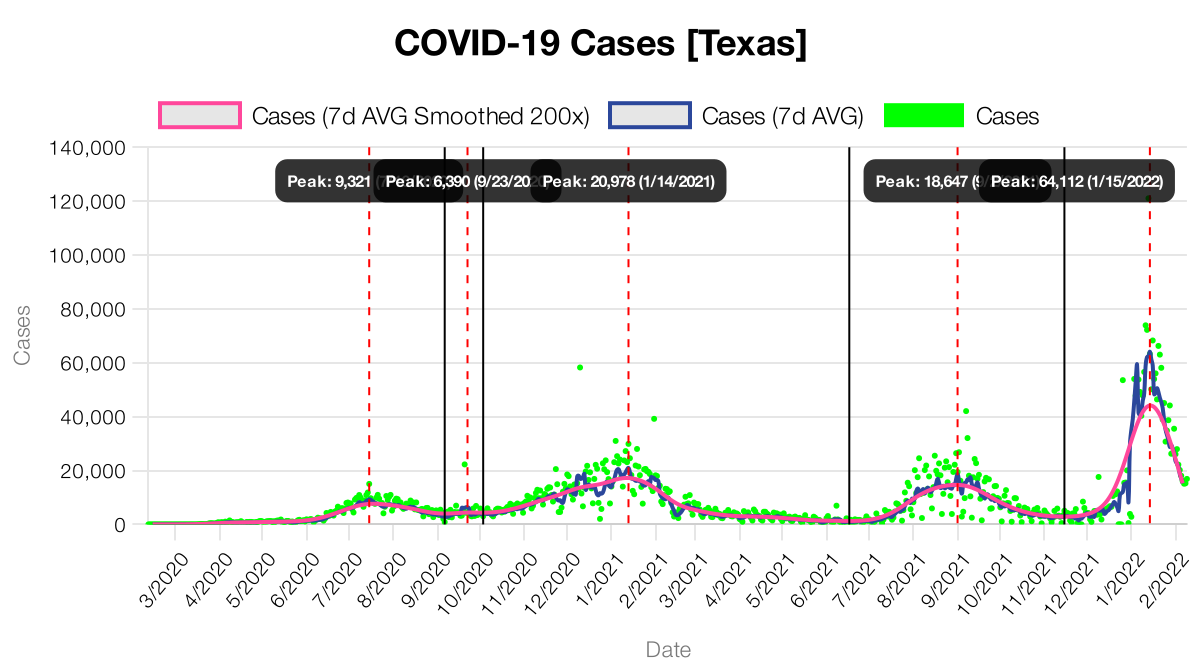 COVID-19 Cases [Texas]
Cases (7d AVG Smoothed 200x)
Cases (7d AVG)
Cases
140,000
Peak: 9,321
Peak: 6,390 (9/23/20
Peak: 20,978 (1/14/2021)
Peak: 18,647 (9/
Peak: 64,112 (1/15/2022)
120,000
100,000
80,000
60,000
40,000
20,000
0
Cases
3/2020
4/2020
5/2020
6/2020
7/2020
8/2020
9/2020
10/2020
11/2020
12/2020
1/2021
2/2021
3/2021
4/2021
5/2021
6/2021
7/2021
8/2021
9/2021
10/2021
11/2021
12/2021
1/2022
2/2022
Date